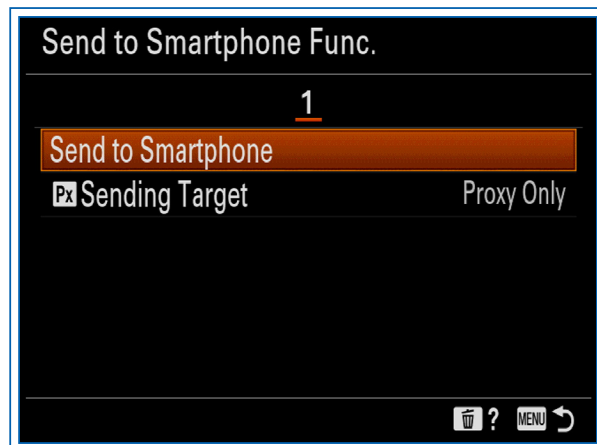 Send to Smartphone Func.
1
Send to Smartphone
Px Sending Target Proxy Only
? MENU